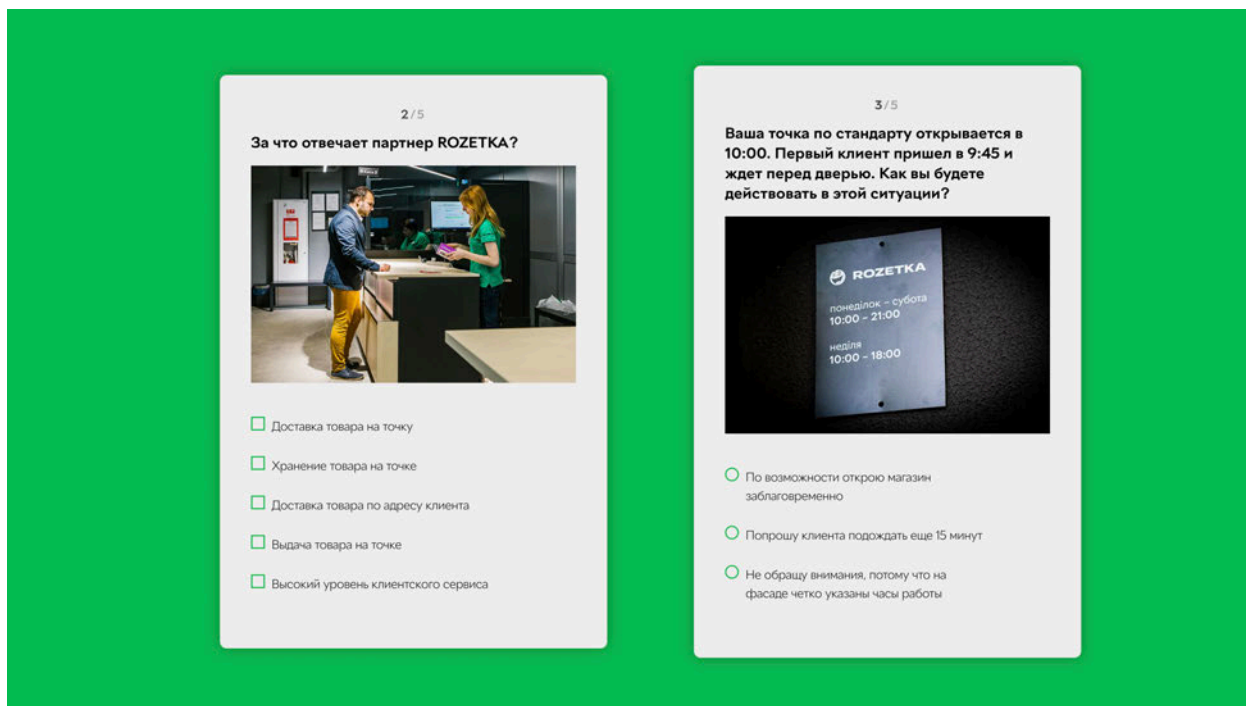 2/5
За что отвечает партнер ROZETKA?
Доставка товара на точку
Хранение товара на точке
Доставка товара по адресу клиента
Выдача товара на точке
Высокий уровень клиентского сервиса
3/5
Ваша точка по стандарту открывается в
10:00. Первый клиент пришел в 9:45 и
ждет перед дверью. Как вы будете
действовать в этой ситуации?
ROZETKA
понеділок – субота
10:00 – 21:00
неділя
10:00 – 18:00
По возможности открою магазин
заблаговременно
Попрошу клиента подождать еще 15 минут
Не обращу внимания, потому что на
фасаде четко указаны часы работы